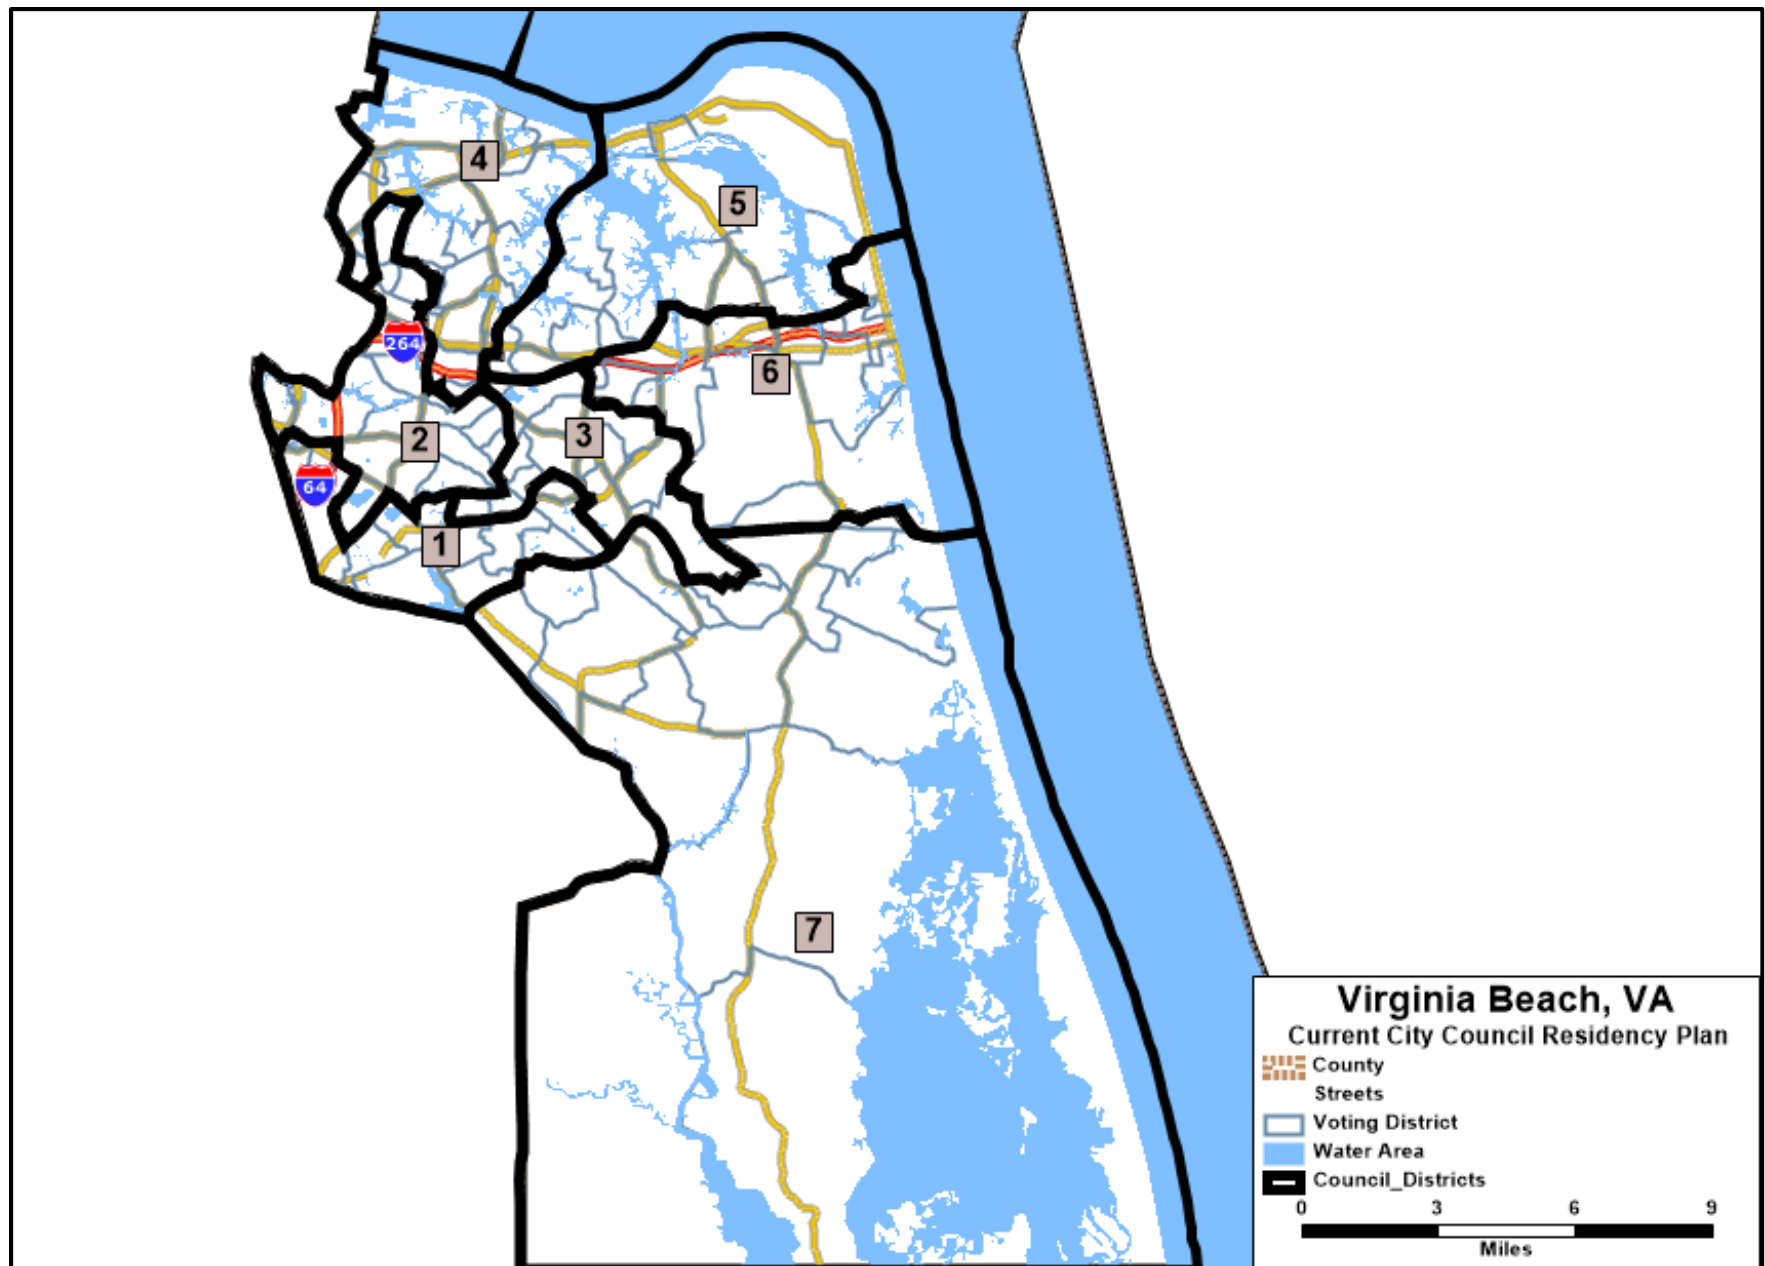 4
5
264
6
2
3
64
1
7
Virginia Beach, VA
Current City Council Residency Plan
County
Streets
Voting District
Water Area
Council_Districts
0 3 6 9
Miles